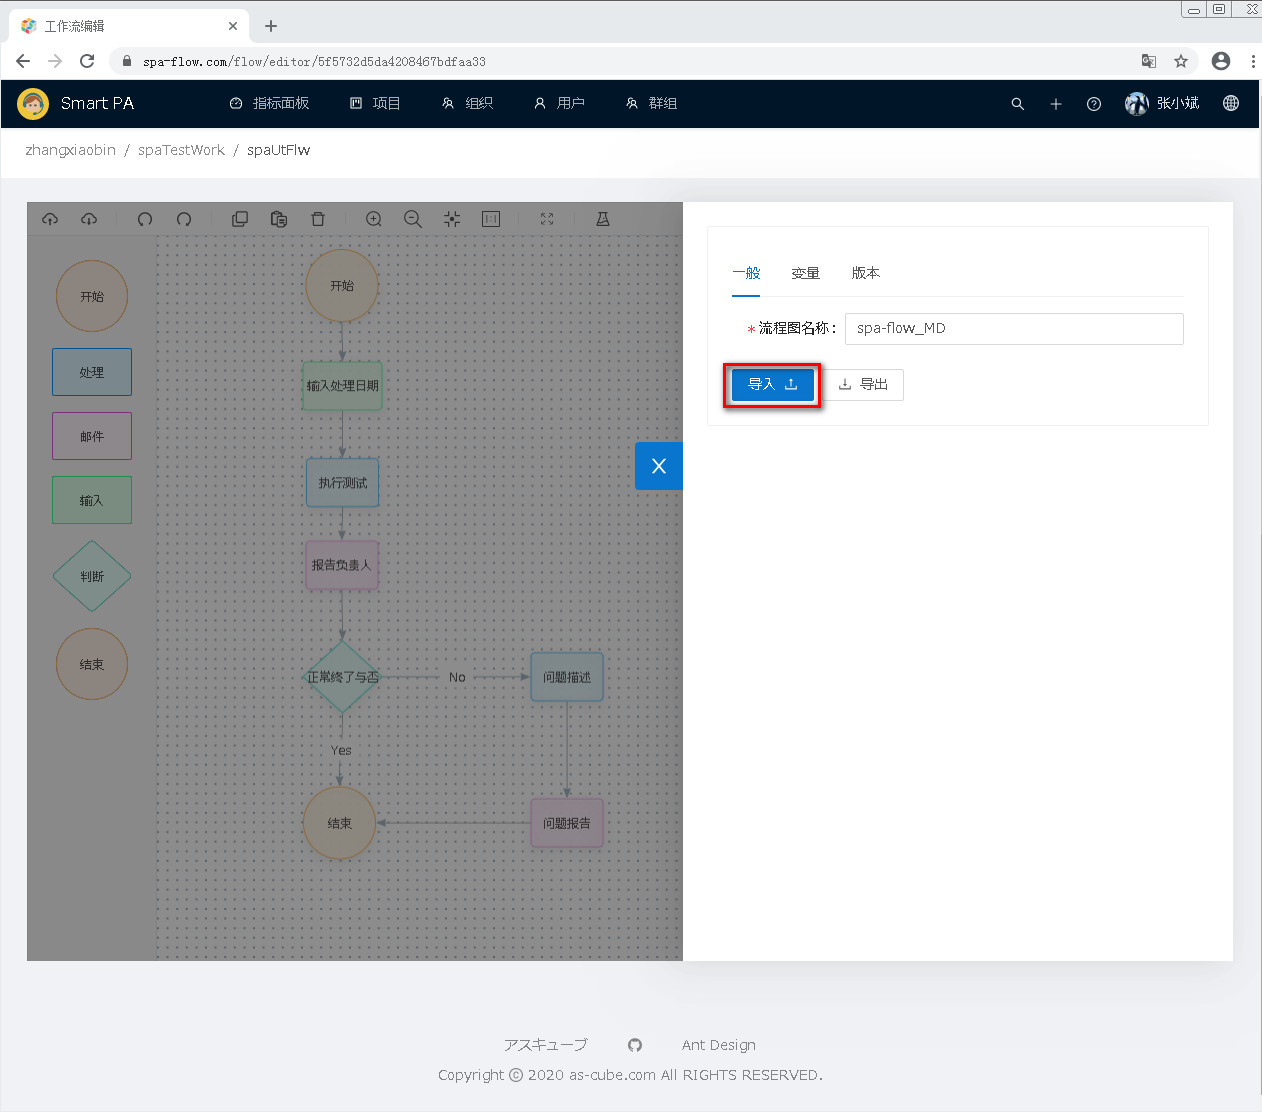 工作流编辑
spa-flow.com/flow/editor/5f5732d5da4208467bdfaa33
Smart PA 指标面板 项目 组织 用户 群组 张小斌
zhangxiaobin / spaTestWork / spaUtFlw
开始
处理
邮件
输入
判断
结束
开始
输入处理日期
执行测试
报告负责人
正常终了与否
No
问题描述
Yes
结束
问题报告
一般 变量 版本
*流程图名称: spa-flow_MD
导入 导出
アスキューブ Ant Design
Copyright © 2020 as-cube.com All RIGHTS RESERVED.